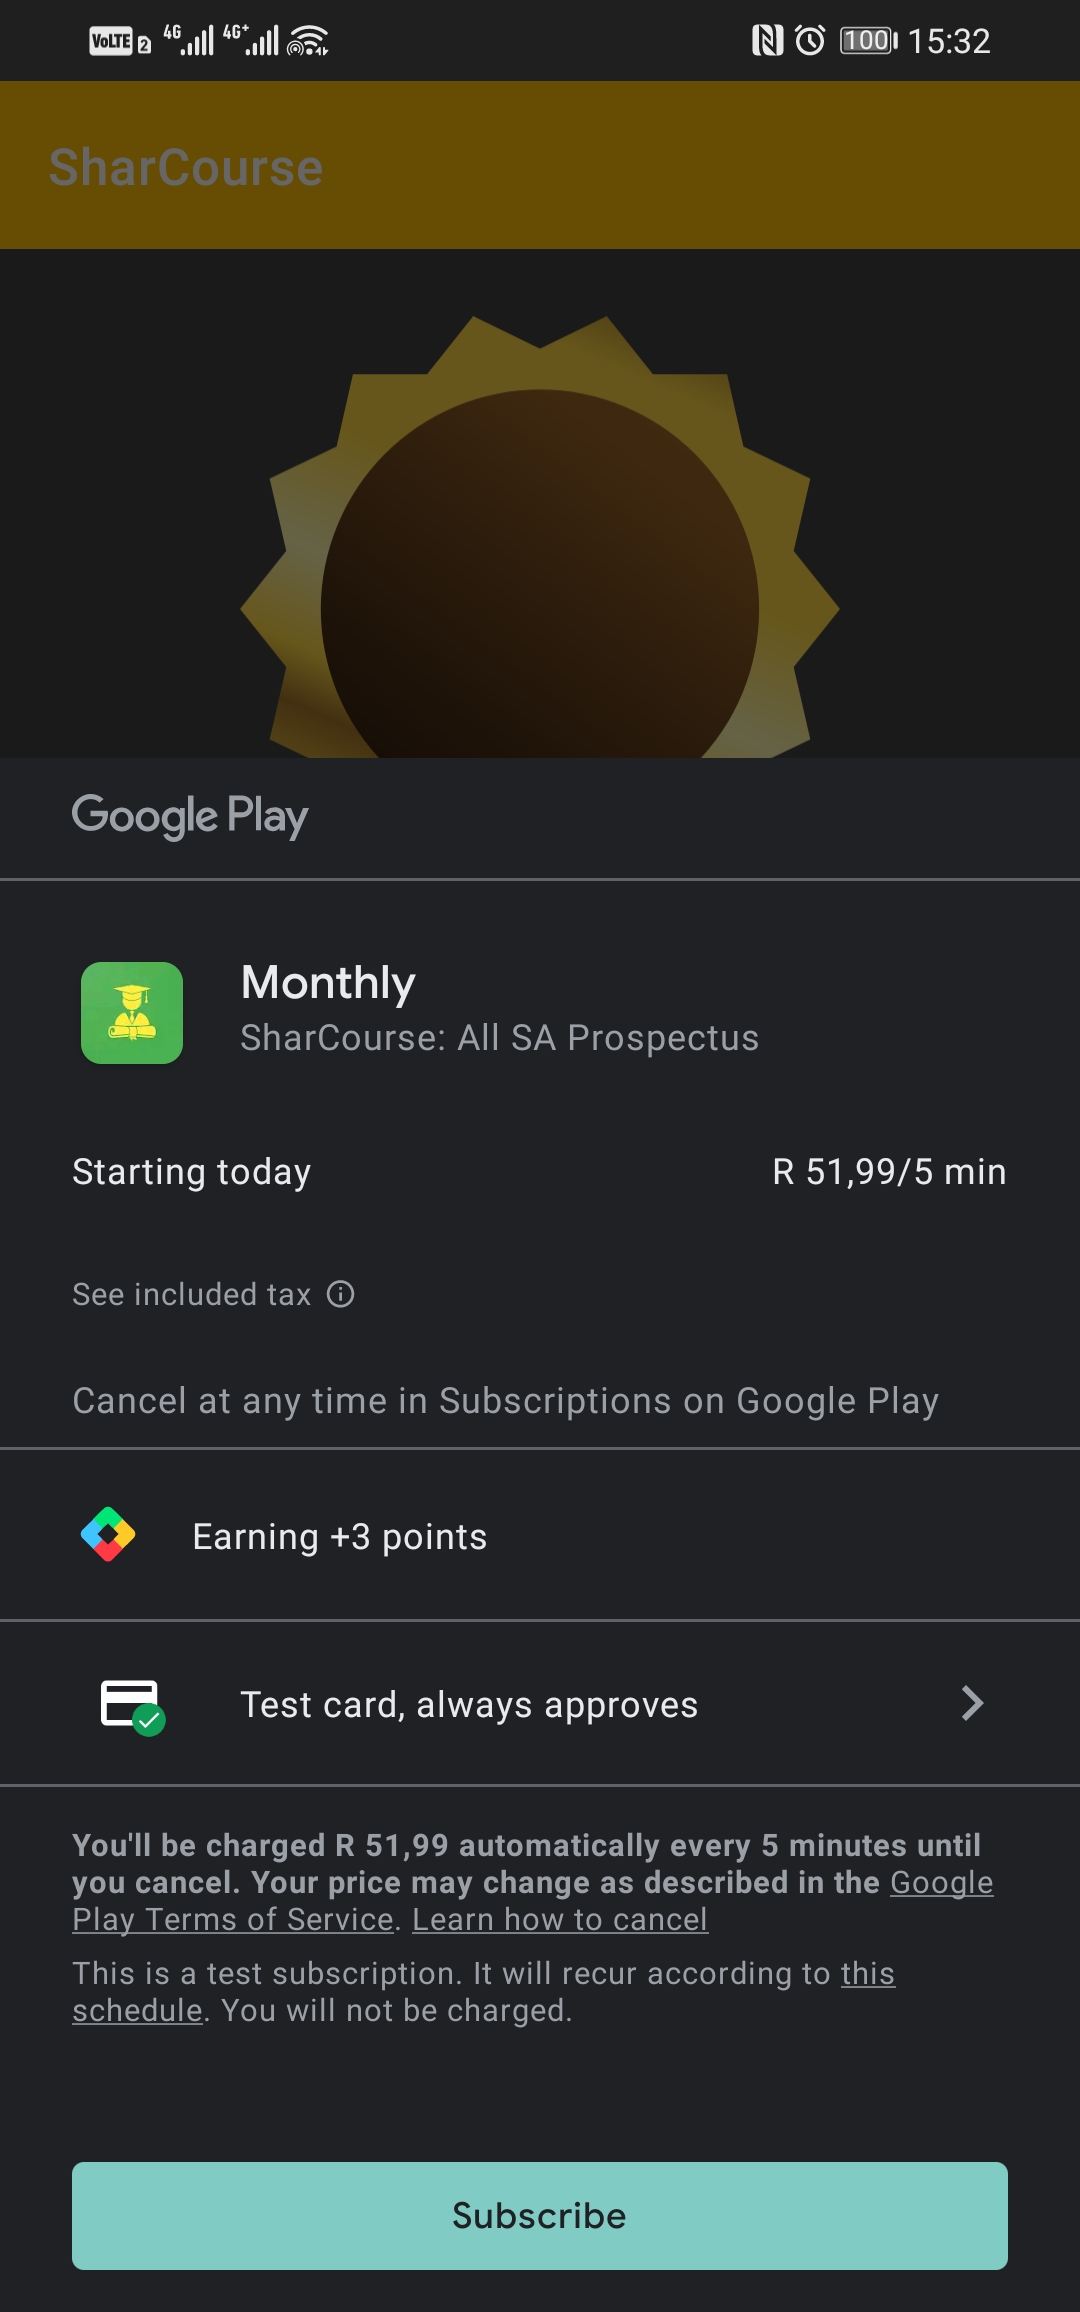 VoLTE 2 4G 4G+ 100 15:32
SharCourse
Google Play
Monthly
SharCourse: All SA Prospectus
Starting today R 51,99/5 min
See included tax
Cancel at any time in Subscriptions on Google Play
Earning +3 points
Test card, always approves
You'll be charged R 51,99 automatically every 5 minutes until
you cancel. Your price may change as described in the Google
Play Terms of Service. Learn how to cancel
This is a test subscription. It will recur according to this
schedule. You will not be charged.
Subscribe